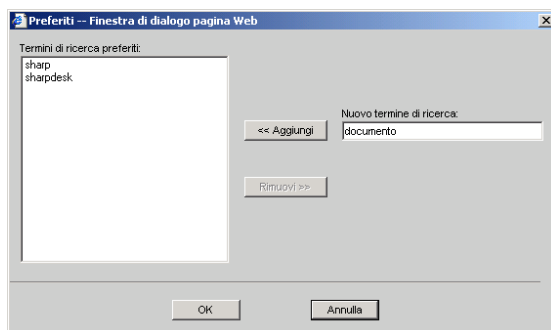 Preferiti -- Finestra di dialogo pagina Web
Termini di ricerca preferiti:
sharp
sharpdesk
Nuovo termine di ricerca:
<< Aggiungi
documento
Rimuovi >>
OK
Annulla